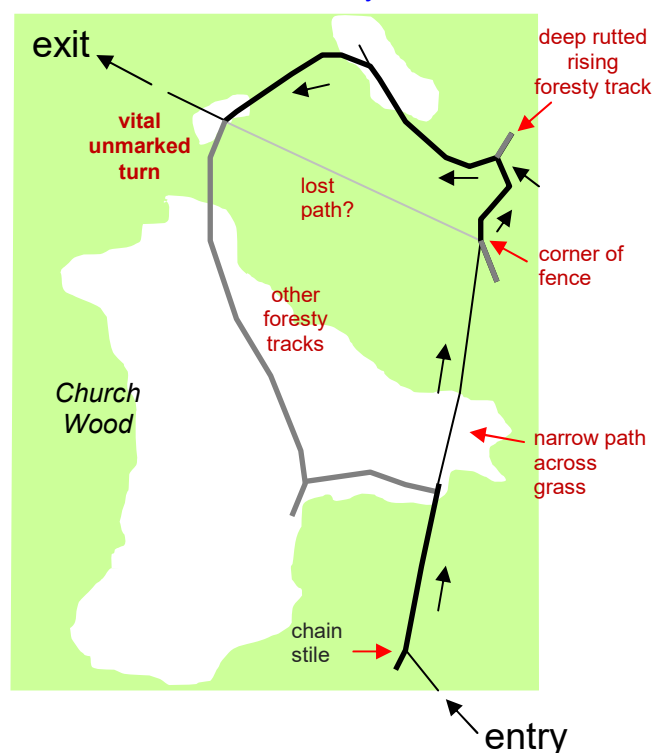 exit
deep rutted
rising
foresty track
vital
unmarked
turn
lost
path?
corner of
fence
other
foresty
tracks
Church
Wood
narrow path
across
grass
chain
stile
entry